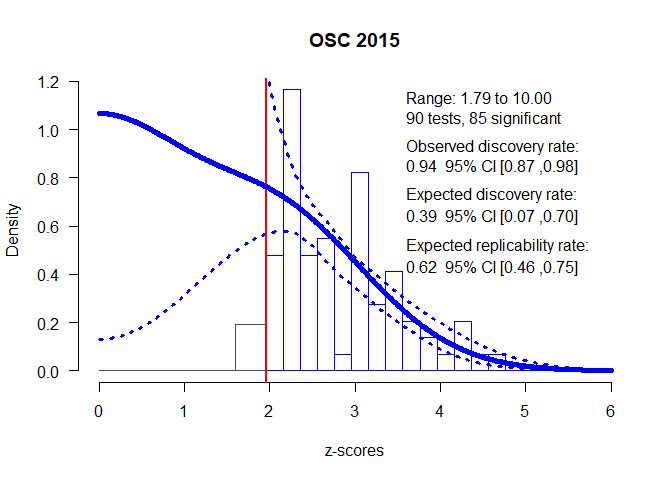 OSC 2015
Range: 1.79 to 10.00
90 tests, 85 significant
Observed discovery rate:
0.94 95% CI [0.87 ,0.98]
Expected discovery rate:
0.39 95% CI [0.07 ,0.70]
Expected replicability rate:
0.62 95% CI [0.46 ,0.75]
Density
1.2
1.0
0.8
0.6
0.4
0.2
0.0
0 1 2 3 4 5 6
z-scores